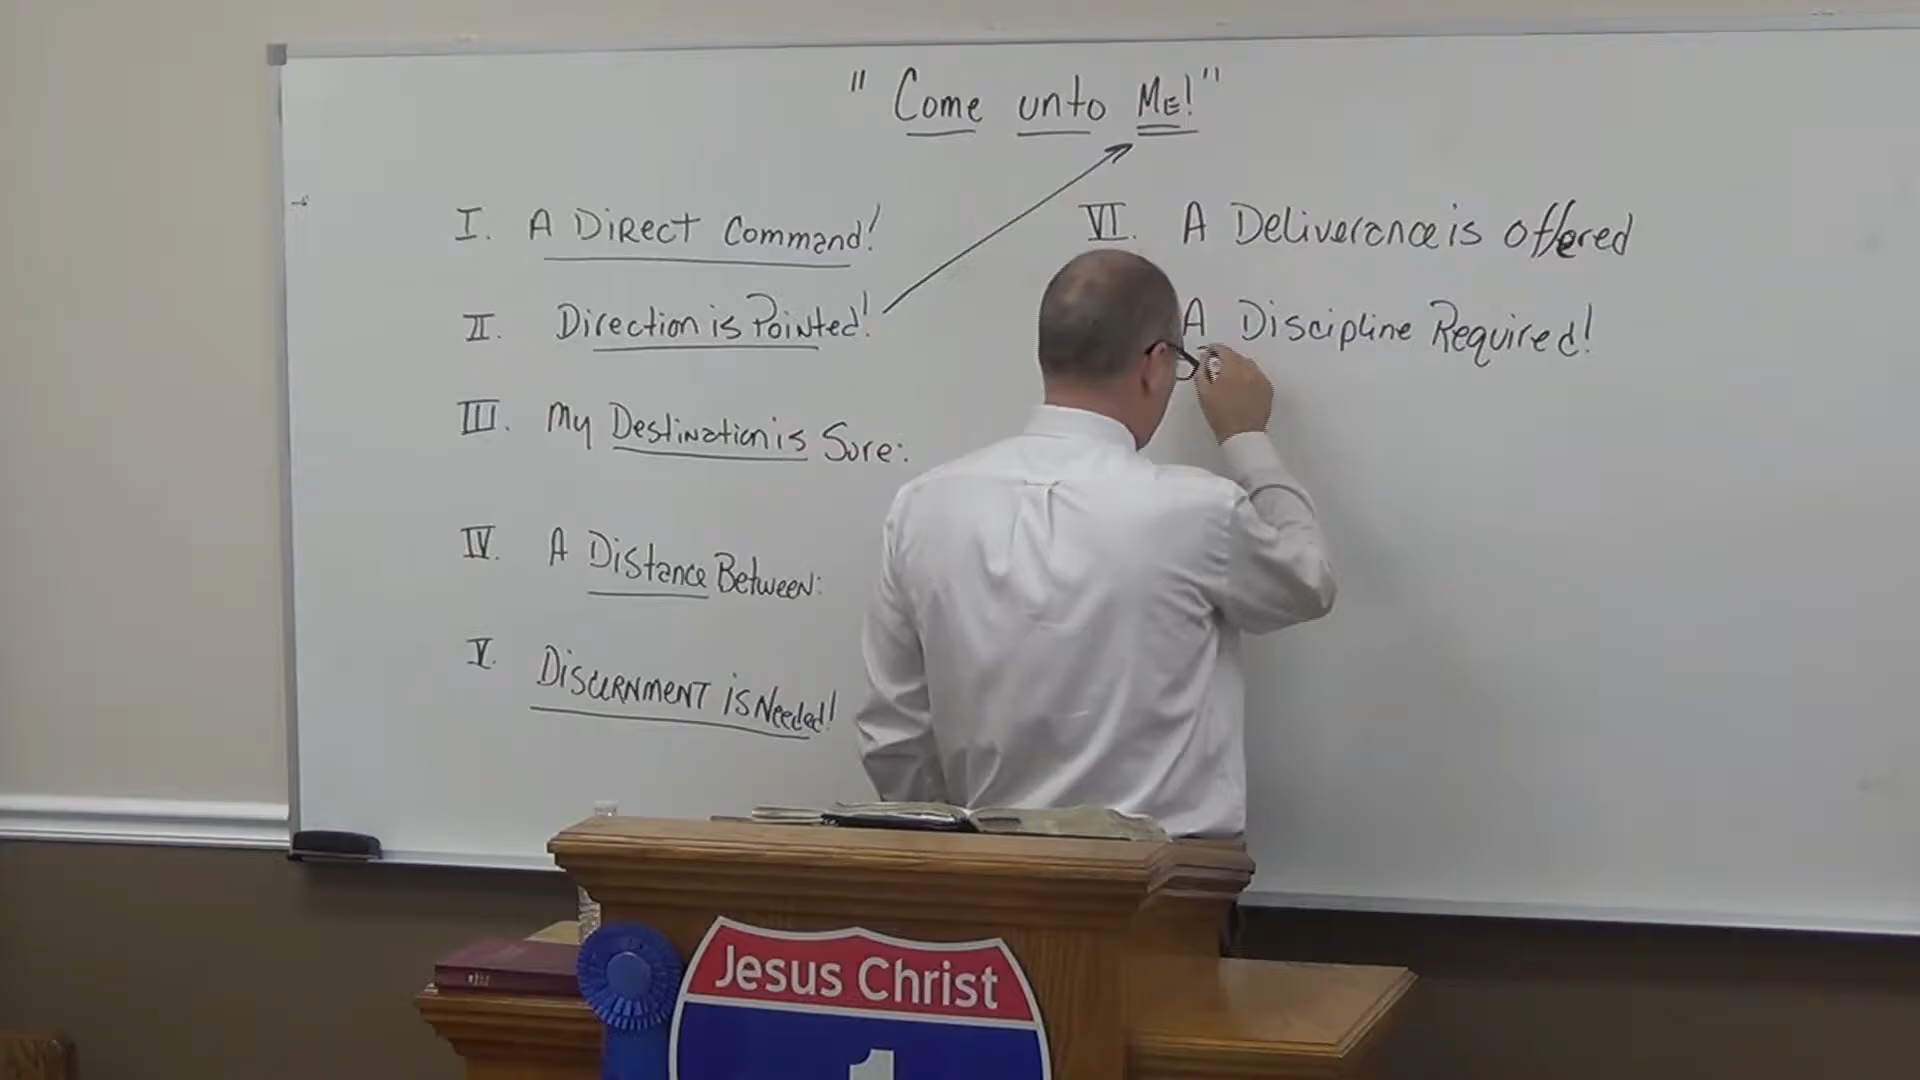 " Come unto ME! "
I. A DIRECT Command!
II. Direction is Pointed!
III. My Destination is Sure:
IV. A Distance Between:
V. DISCERNMENT is Needed!
VI. A Deliverance is offered
A Discipline Required!
Jesus Christ
1